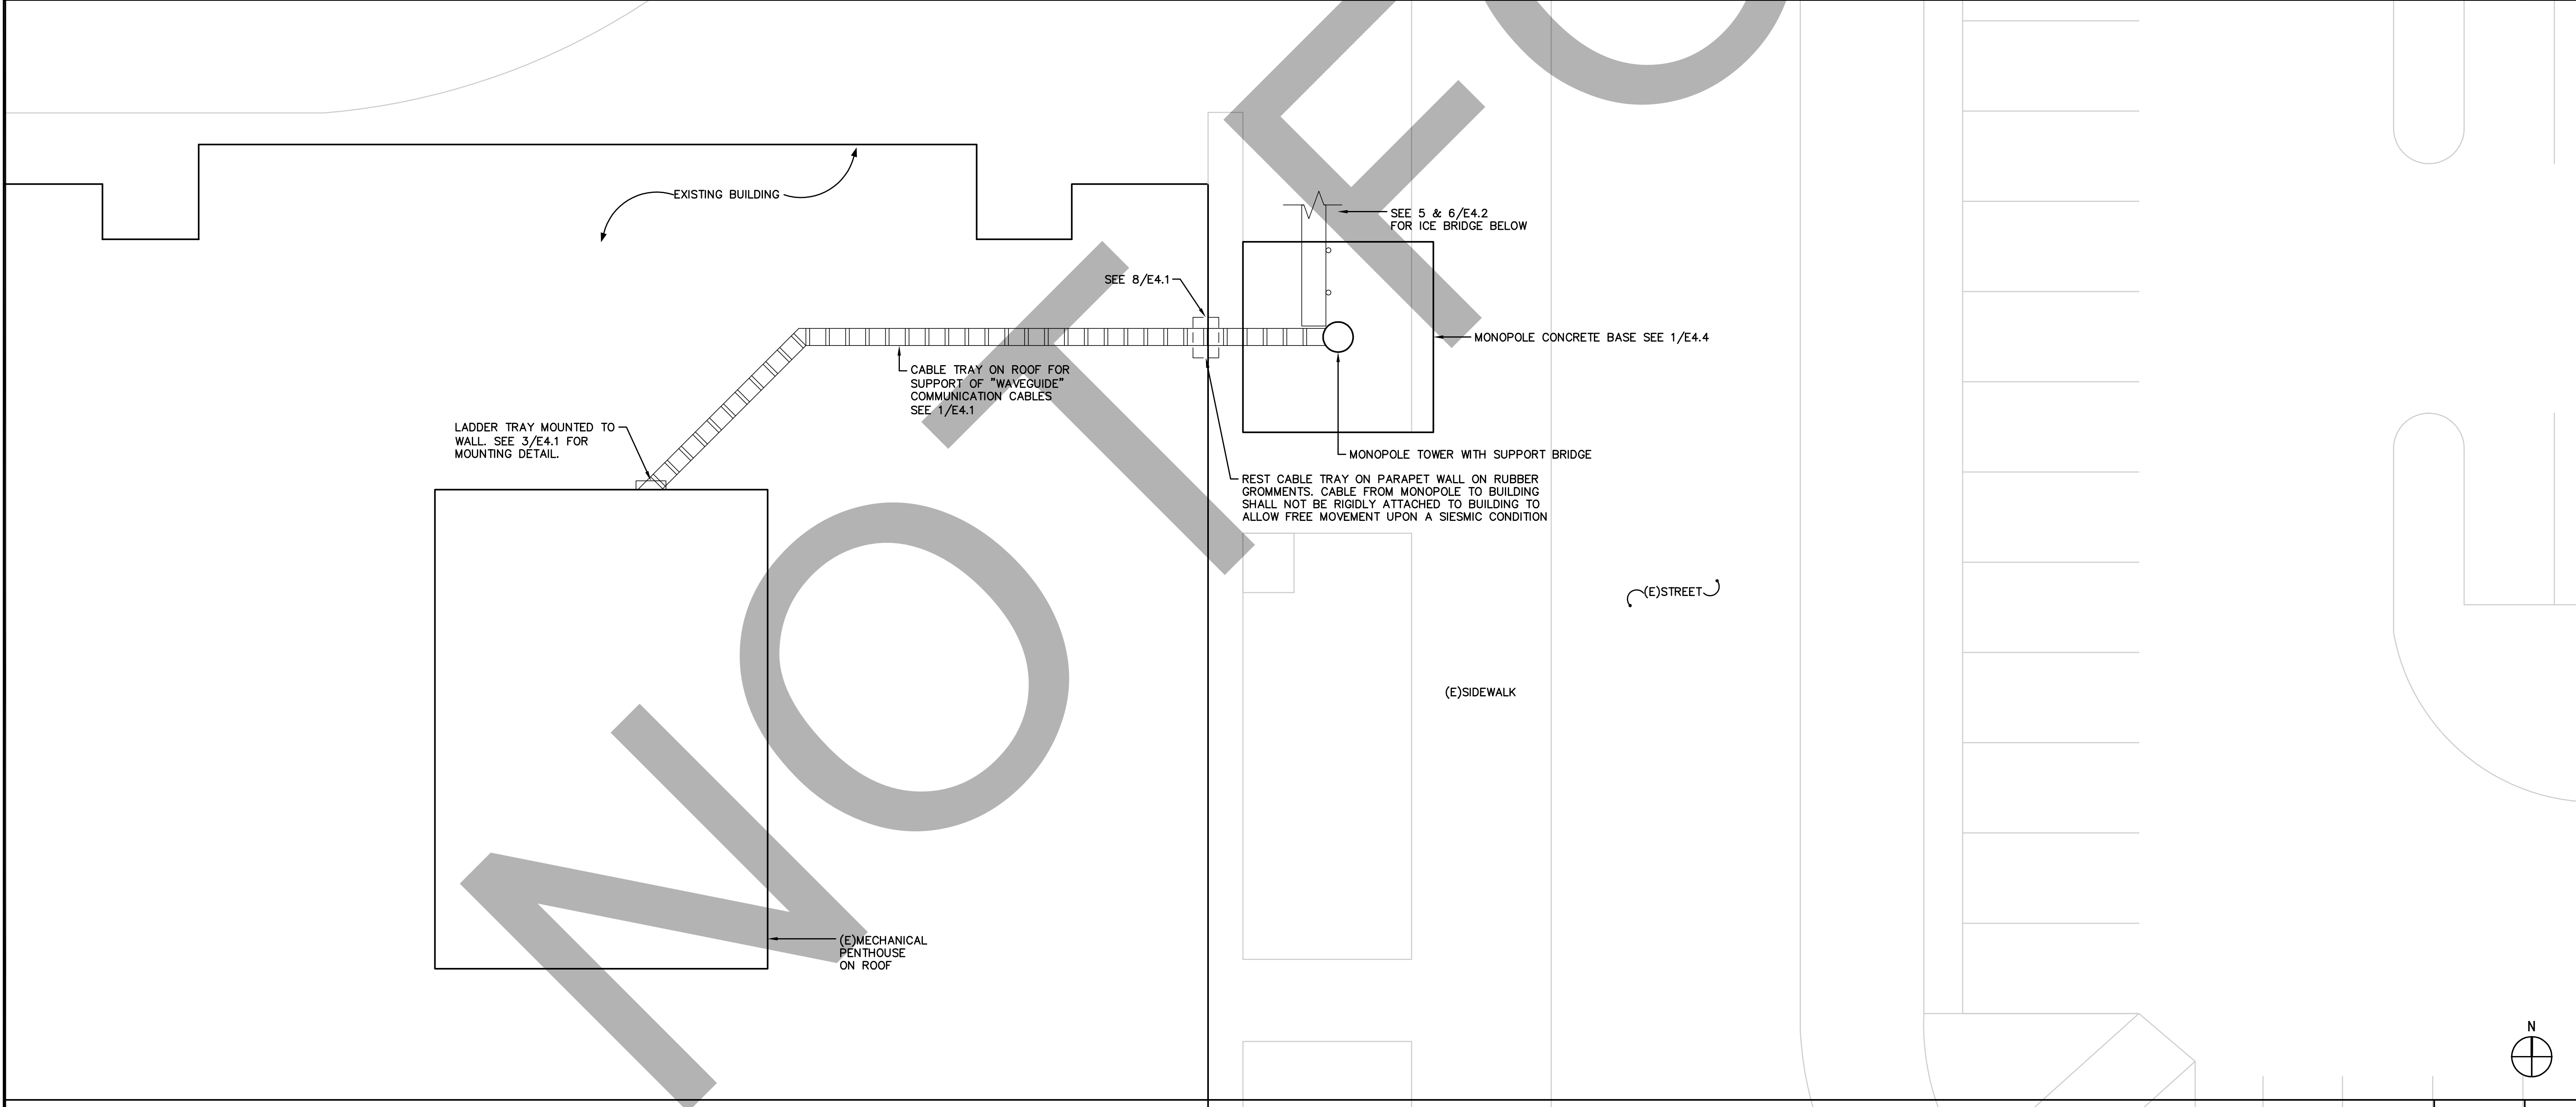 EXISTING BUILDING
SEE 5 & 6/E4.2
FOR ICE BRIDGE BELOW
SEE 8/E4.1
MONOPOLE CONCRETE BASE SEE 1/E4.4
CABLE TRAY ON ROOF FOR
SUPPORT OF "WAVEGUIDE"
COMMUNICATION CABLES
SEE 1/E4.1
LADDER TRAY MOUNTED TO
WALL. SEE 3/E4.1 FOR
MOUNTING DETAIL.
MONOPOLE TOWER WITH SUPPORT BRIDGE
REST CABLE TRAY ON PARAPET WALL ON RUBBER
GROMMENTS. CABLE FROM MONOPOLE TO BUILDING
SHALL NOT BE RIGIDLY ATTACHED TO BUILDING TO
ALLOW FREE MOVEMENT UPON A SIESMIC CONDITION
(E)STREET
(E)SIDEWALK
(E)MECHANICAL
PENTHOUSE
ON ROOF
N
NOT FO